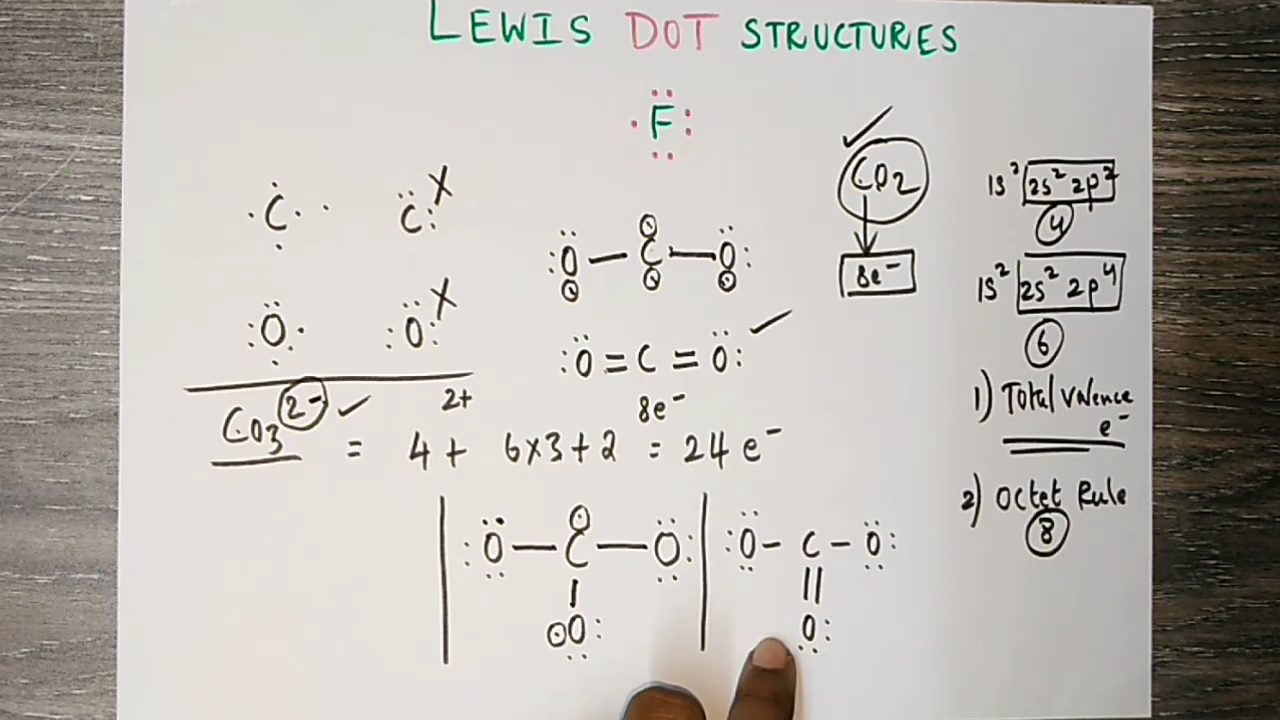 LEWIS DOT STRUCTURES
F
C C X
O O X
O — C — O
O = C = O ✓
8e⁻
✓ CO2
8e⁻
1s² 2s² 2p²
4
1s² 2s² 2p⁴
6
1) Total valence e⁻
2) Octet Rule
8
2+
CO3 2- ✓ = 4 + 6x3 + 2 = 24 e⁻
O — C — O
O
O - C - O
||
O